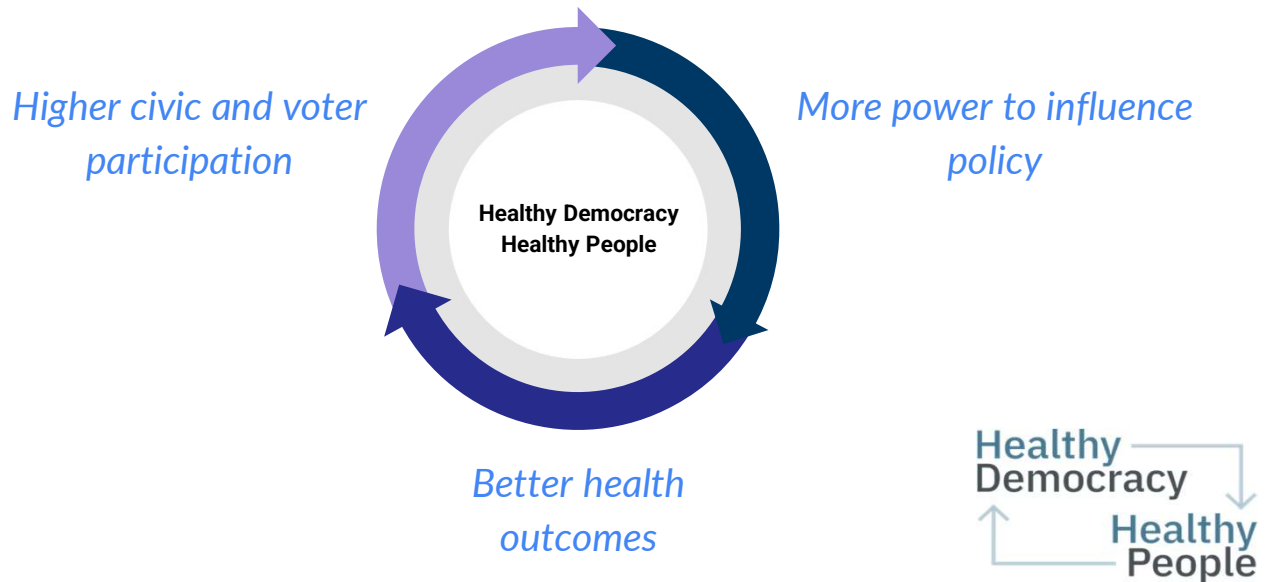 Higher civic and voter
participation
More power to influence
policy
Healthy Democracy
Healthy People
Better health
outcomes
Healthy
Democracy
Healthy
People